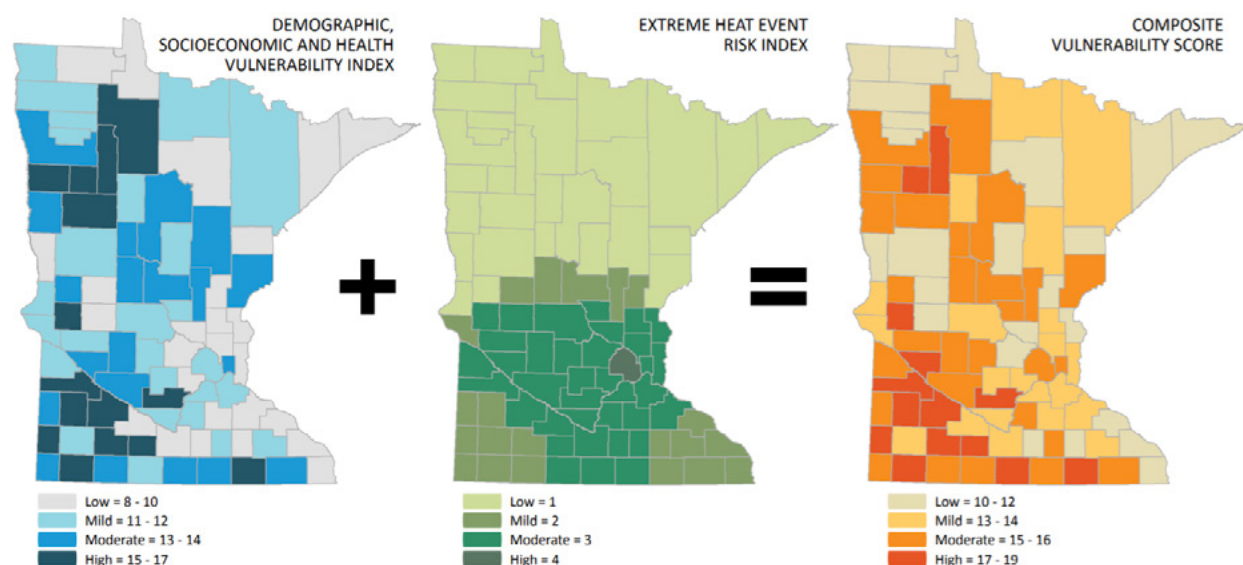 DEMOGRAPHIC,
SOCIOECONOMIC AND HEALTH
VULNERABILITY INDEX
Low = 8 - 10
Mild = 11 - 12
Moderate = 13 - 14
High = 15 - 17
+
EXTREME HEAT EVENT
RISK INDEX
Low = 1
Mild = 2
Moderate = 3
High = 4
=
COMPOSITE
VULNERABILITY SCORE
Low = 10 - 12
Mild = 13 - 14
Moderate = 15 - 16
High = 17 - 19